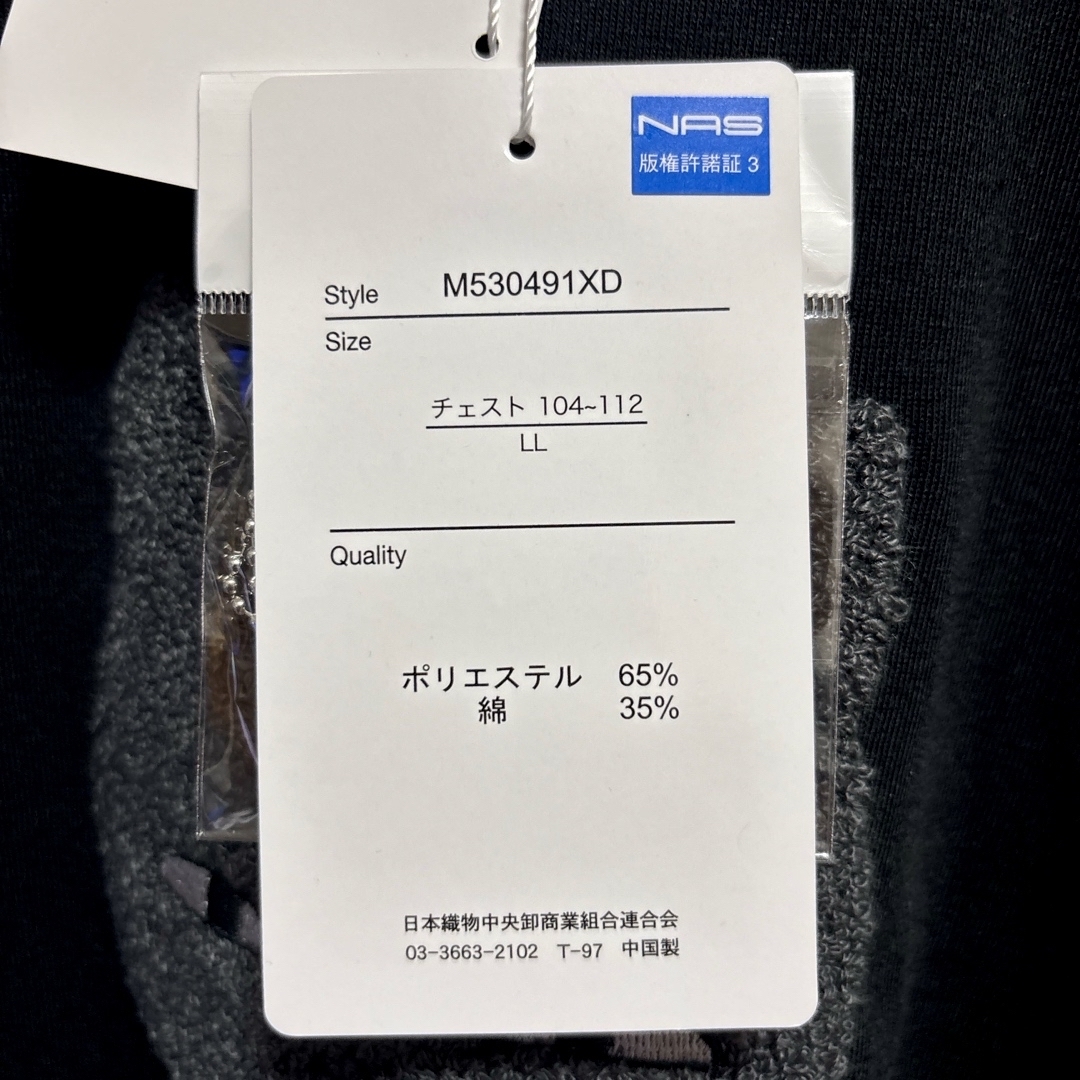 NAS
版権許諾証 3
Style M530491XD
Size
チェスト 104~112
LL
Quality
ポリエステル 65%
綿 35%
日本織物中央卸商業組合連合会
03-3663-2102 T-97 中国製